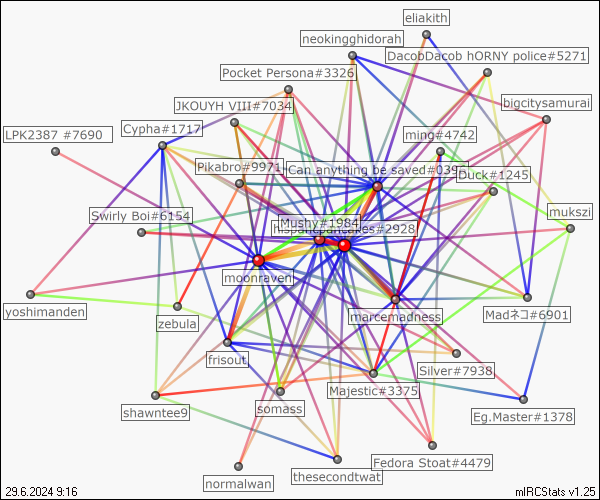 eliakith
neokingghidorah
DacobDacob hORNY police#5271
Pocket Persona#3326
JKOUYH VIII#7034
bigcitysamurai
LPK2387 #7690
Cypha#1717
ming#4742
Pikabro#9971
Can anything be saved#039
Duck#1245
Swirly Boi#6154
Mushy#1984
mukszi
#2928
moonraven
yoshimanden
zebula
marcemadness
Madネコ#6901
frisout
Silver#7938
shawntee9
somass
Majestic#3375
Eg.Master#1378
normalwan
thesecondtwat
Fedora Stoat#4479
29.6.2024 9:16
mIRCStats v1.25